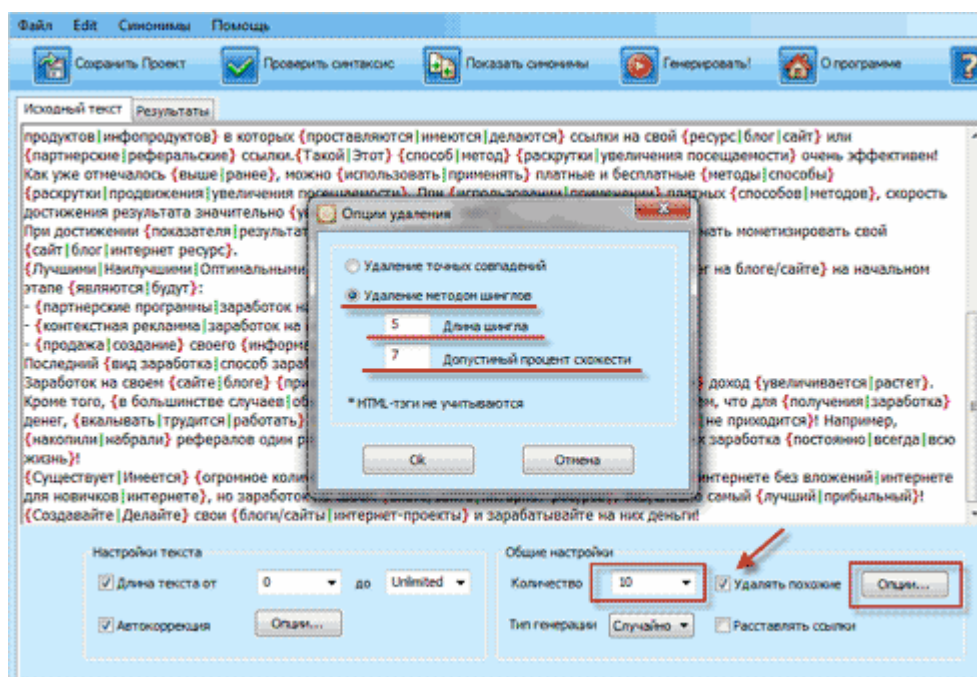 Файл Edit Синонимы Помощь
Сохранить Проект Проверить синтаксис Показать синонимы Генерировать! О программе
Исходный текст Результаты
продуктов|инфопродуктов} в которых {проставляются|имеются|делаются} ссылки на свой {ресурс|блог|сайт} или
{партнерские|реферальские} ссылки.{Такой|Этот} {способ|метод} {раскрутки|увеличения посещаемости} очень эффективен!
Как уже отмечалось {выше|ранее}, можно {использовать|применять} платные и бесплатные {методы|способы}
{раскрутки|продвижения|увеличения посещаемости}. При {использовании|применении} платных {способов|методов}, скорость
достижения результата значительно
При достижении {показателя|результат монетизировать свой
{сайт|блог|интернет ресурс}.
{Лучшими|Наилучшими|Оптимальными на блоге/сайте} на начальном
этапе {являются|будут}:
- {партнерские программы|заработок
- {контекстная рекламма|заработок на
- {продажа|создание} своего
Последний {вид заработка|способ
Заработок на своем {сайте|блоге} доход {увеличивается|растет}.
Кроме того, {в большинстве случаев| что для {получения|заработка}
денег, {вкалывать|трудится|работать} не приходится}! Например,
{накопили|набрали} рефералов один заработка {постоянно|всегда|всю
жизнь}!
{Существует|Имеется} {огромное интернете без вложений|интернете
для новичков|интернете}, но заработок самый {лучший|прибыльный}!
{Создавайте|Делайте} свои {блоги/сайты|интернет-проекты} и зарабатывайте на них деньги!
Опции удаления
Удаление точных совпадений
Удаление методом шинглов
5 Длина шингла
7 Допустимый процент схожести
* HTML-тэги не учитываются
Ok Отмена
Настройки текста
Длина текста от 0 до Unlimited
Автокоррекция Опции...
Общие настройки
Количество 10 Удалять похожие Опции...
Тип генерации Случайно Расставлять ссылки